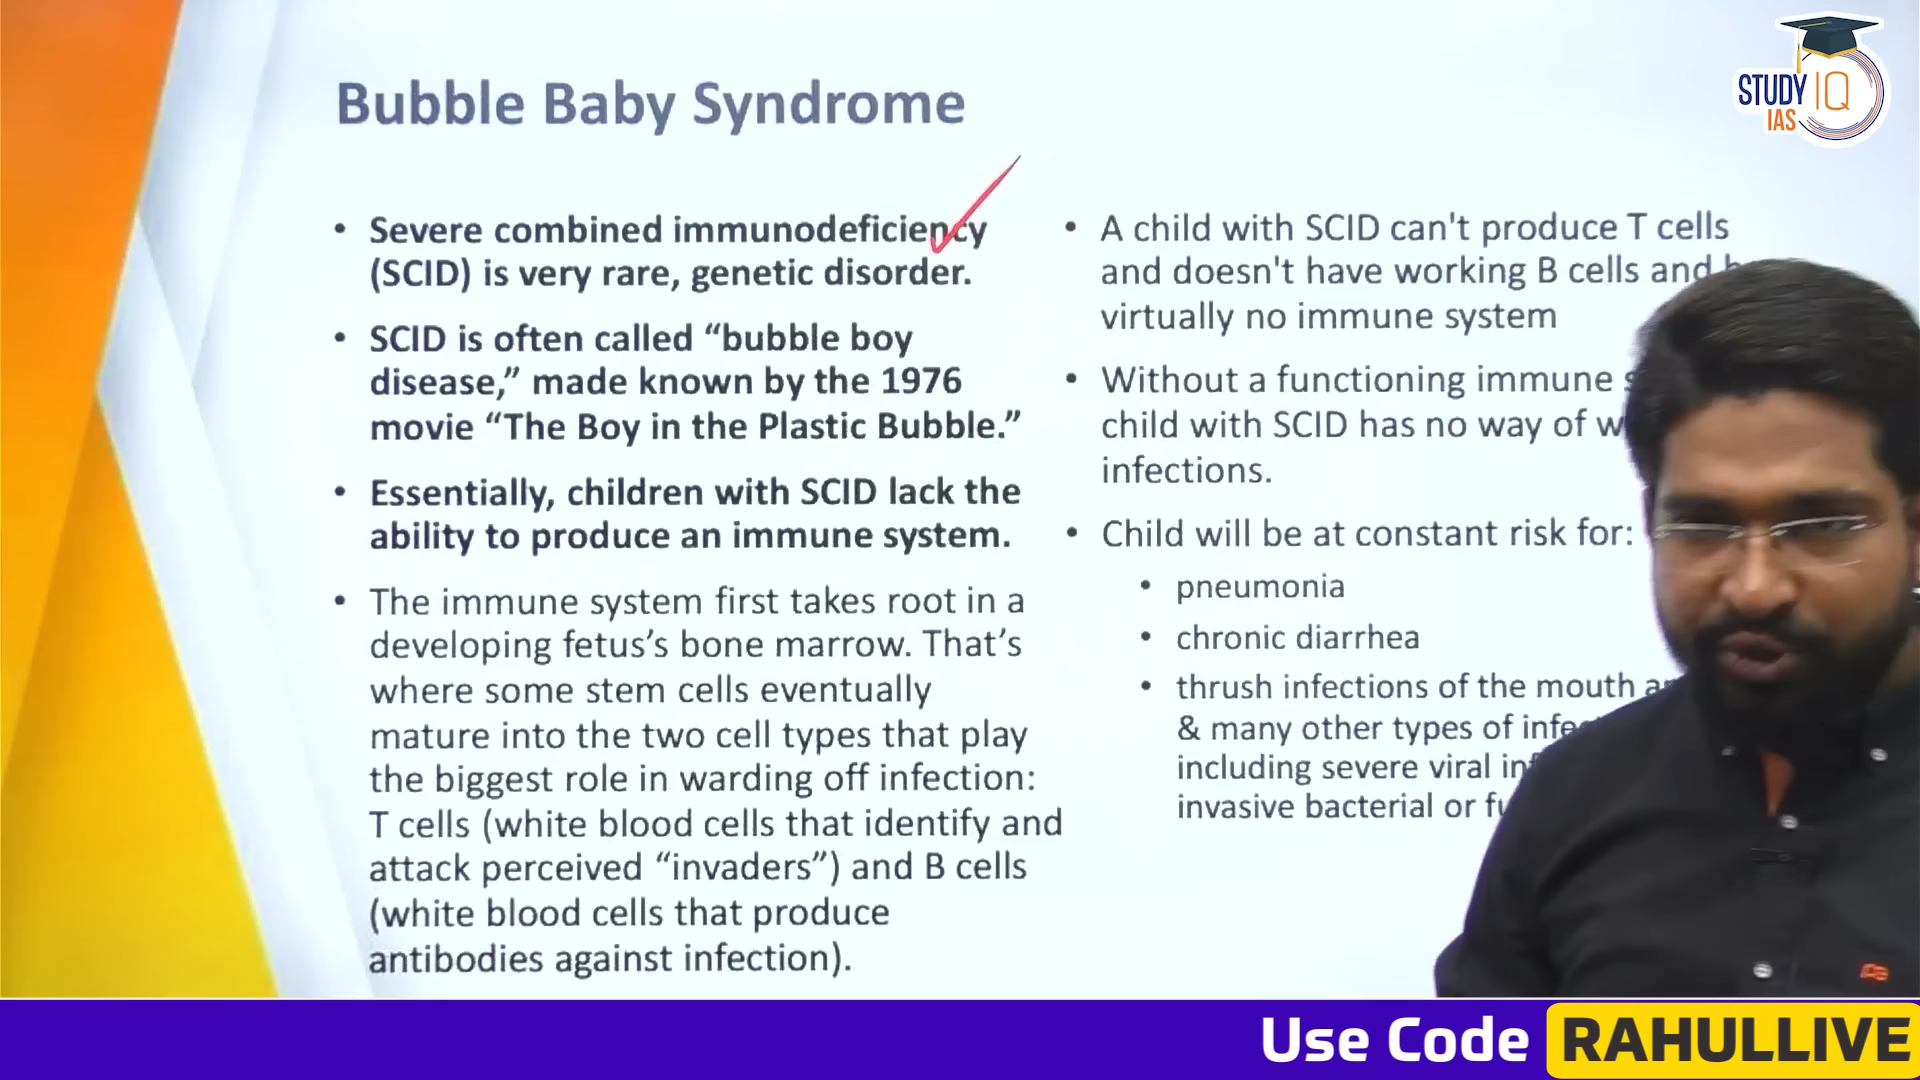 Bubble Baby Syndrome
STUDY IQ
IAS
• Severe combined immunodeficiency
(SCID) is very rare, genetic disorder.
• SCID is often called “bubble boy
disease,” made known by the 1976
movie “The Boy in the Plastic Bubble.”
• Essentially, children with SCID lack the
ability to produce an immune system.
• The immune system first takes root in a
developing fetus’s bone marrow. That’s
where some stem cells eventually
mature into the two cell types that play
the biggest role in warding off infection:
T cells (white blood cells that identify and
attack perceived “invaders”) and B cells
(white blood cells that produce
antibodies against infection).
• A child with SCID can't produce T cells
and doesn't have working B cells and
virtually no immune system
• Without a functioning immune
child with SCID has no way of
infections.
• Child will be at constant risk for:
• pneumonia
• chronic diarrhea
• thrush infections of the mouth
& many other types of
including severe viral
invasive bacterial or
Use Code RAHULLIVE